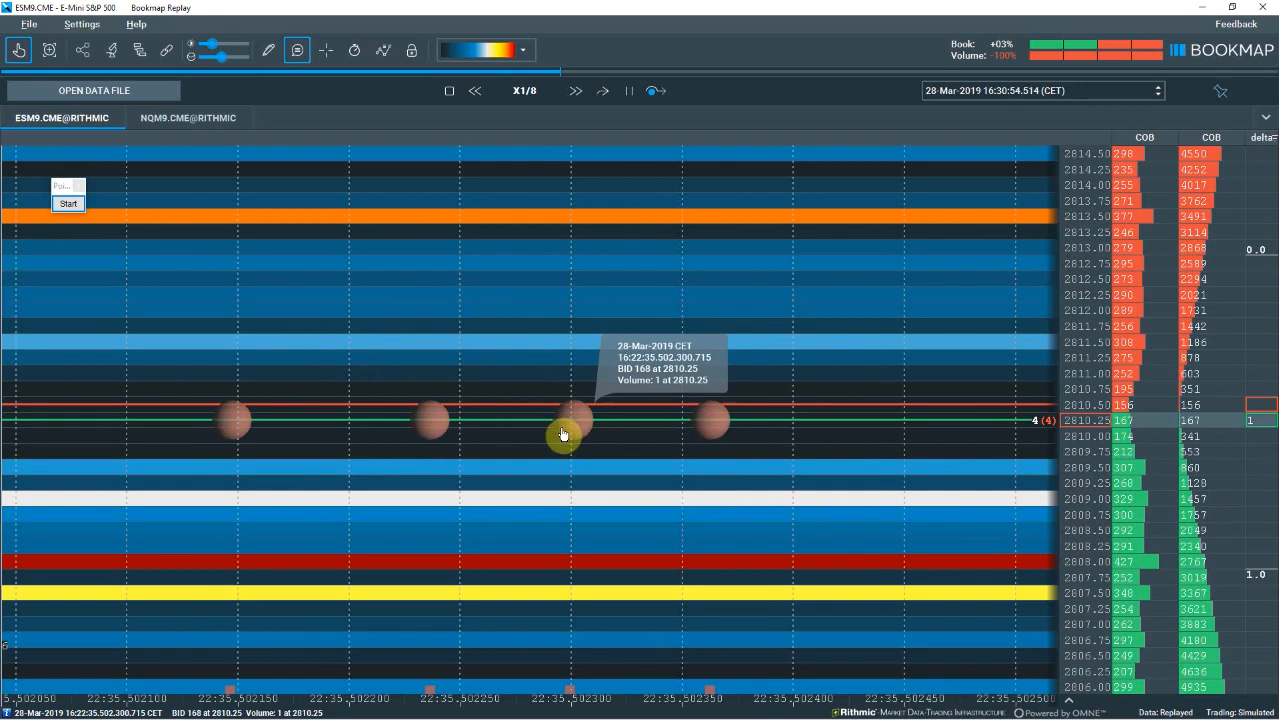 ESM9.CME - E-Mini S&P 500
Bookmap Replay
File Settings Help
Feedback
Book: +03%
Volume: -100%
BOOKMAP
OPEN DATA FILE
X1/8
28-Mar-2019 16:30:54.514 (CET)
ESM9.CME@RITHMIC
NQM9.CME@RITHMIC
COB COB delta
2814.50 298 4550
2814.25 235 4252
Poi...
2814.00 255 4017
Start
2813.75 271 3762
2813.50 377 3491
2813.25 246 3114
2813.00 279 2868
0.0
2812.75 295 2589
2812.50 273 2294
2812.25 290 2021
2812.00 289 1731
2811.75 256 1442
2811.50 308 1186
28-Mar-2019 CET
16:22:35.502.300.715
BID 168 at 2810.25
Volume: 1 at 2810.25
2811.25 275 878
2811.00 252 603
2810.75 195 351
2810.50 156 156
4 (4) 2810.25 167 167 1
2810.00 174 341
2809.75 212 553
2809.50 307 860
2809.25 268 1128
2809.00 329 1457
2808.75 300 1757
2808.50 292 2049
2808.25 291 2340
2808.00 427 2767
1.0
2807.75 252 3019
2807.50 348 3367
2807.25 254 3621
2807.00 262 3883
6
2806.75 297 4180
2806.50 249 4429
2806.25 207 4636
2806.00 299 4935
5.502050 22:35.502100 22:35.502150 22:35.502200 22:35.502250 22:35.502300 22:35.502350 22:35.502400 22:35.502450 22:35.502500
28-Mar-2019 16:22:35.502.300.715 CET BID 168 at 2810.25 Volume: 1 at 2810.25
Rithmic - MARKET DATA - TRADING INFRASTRUCTURE
Powered by OMNE™
Data: Replayed
Trading: Simulated